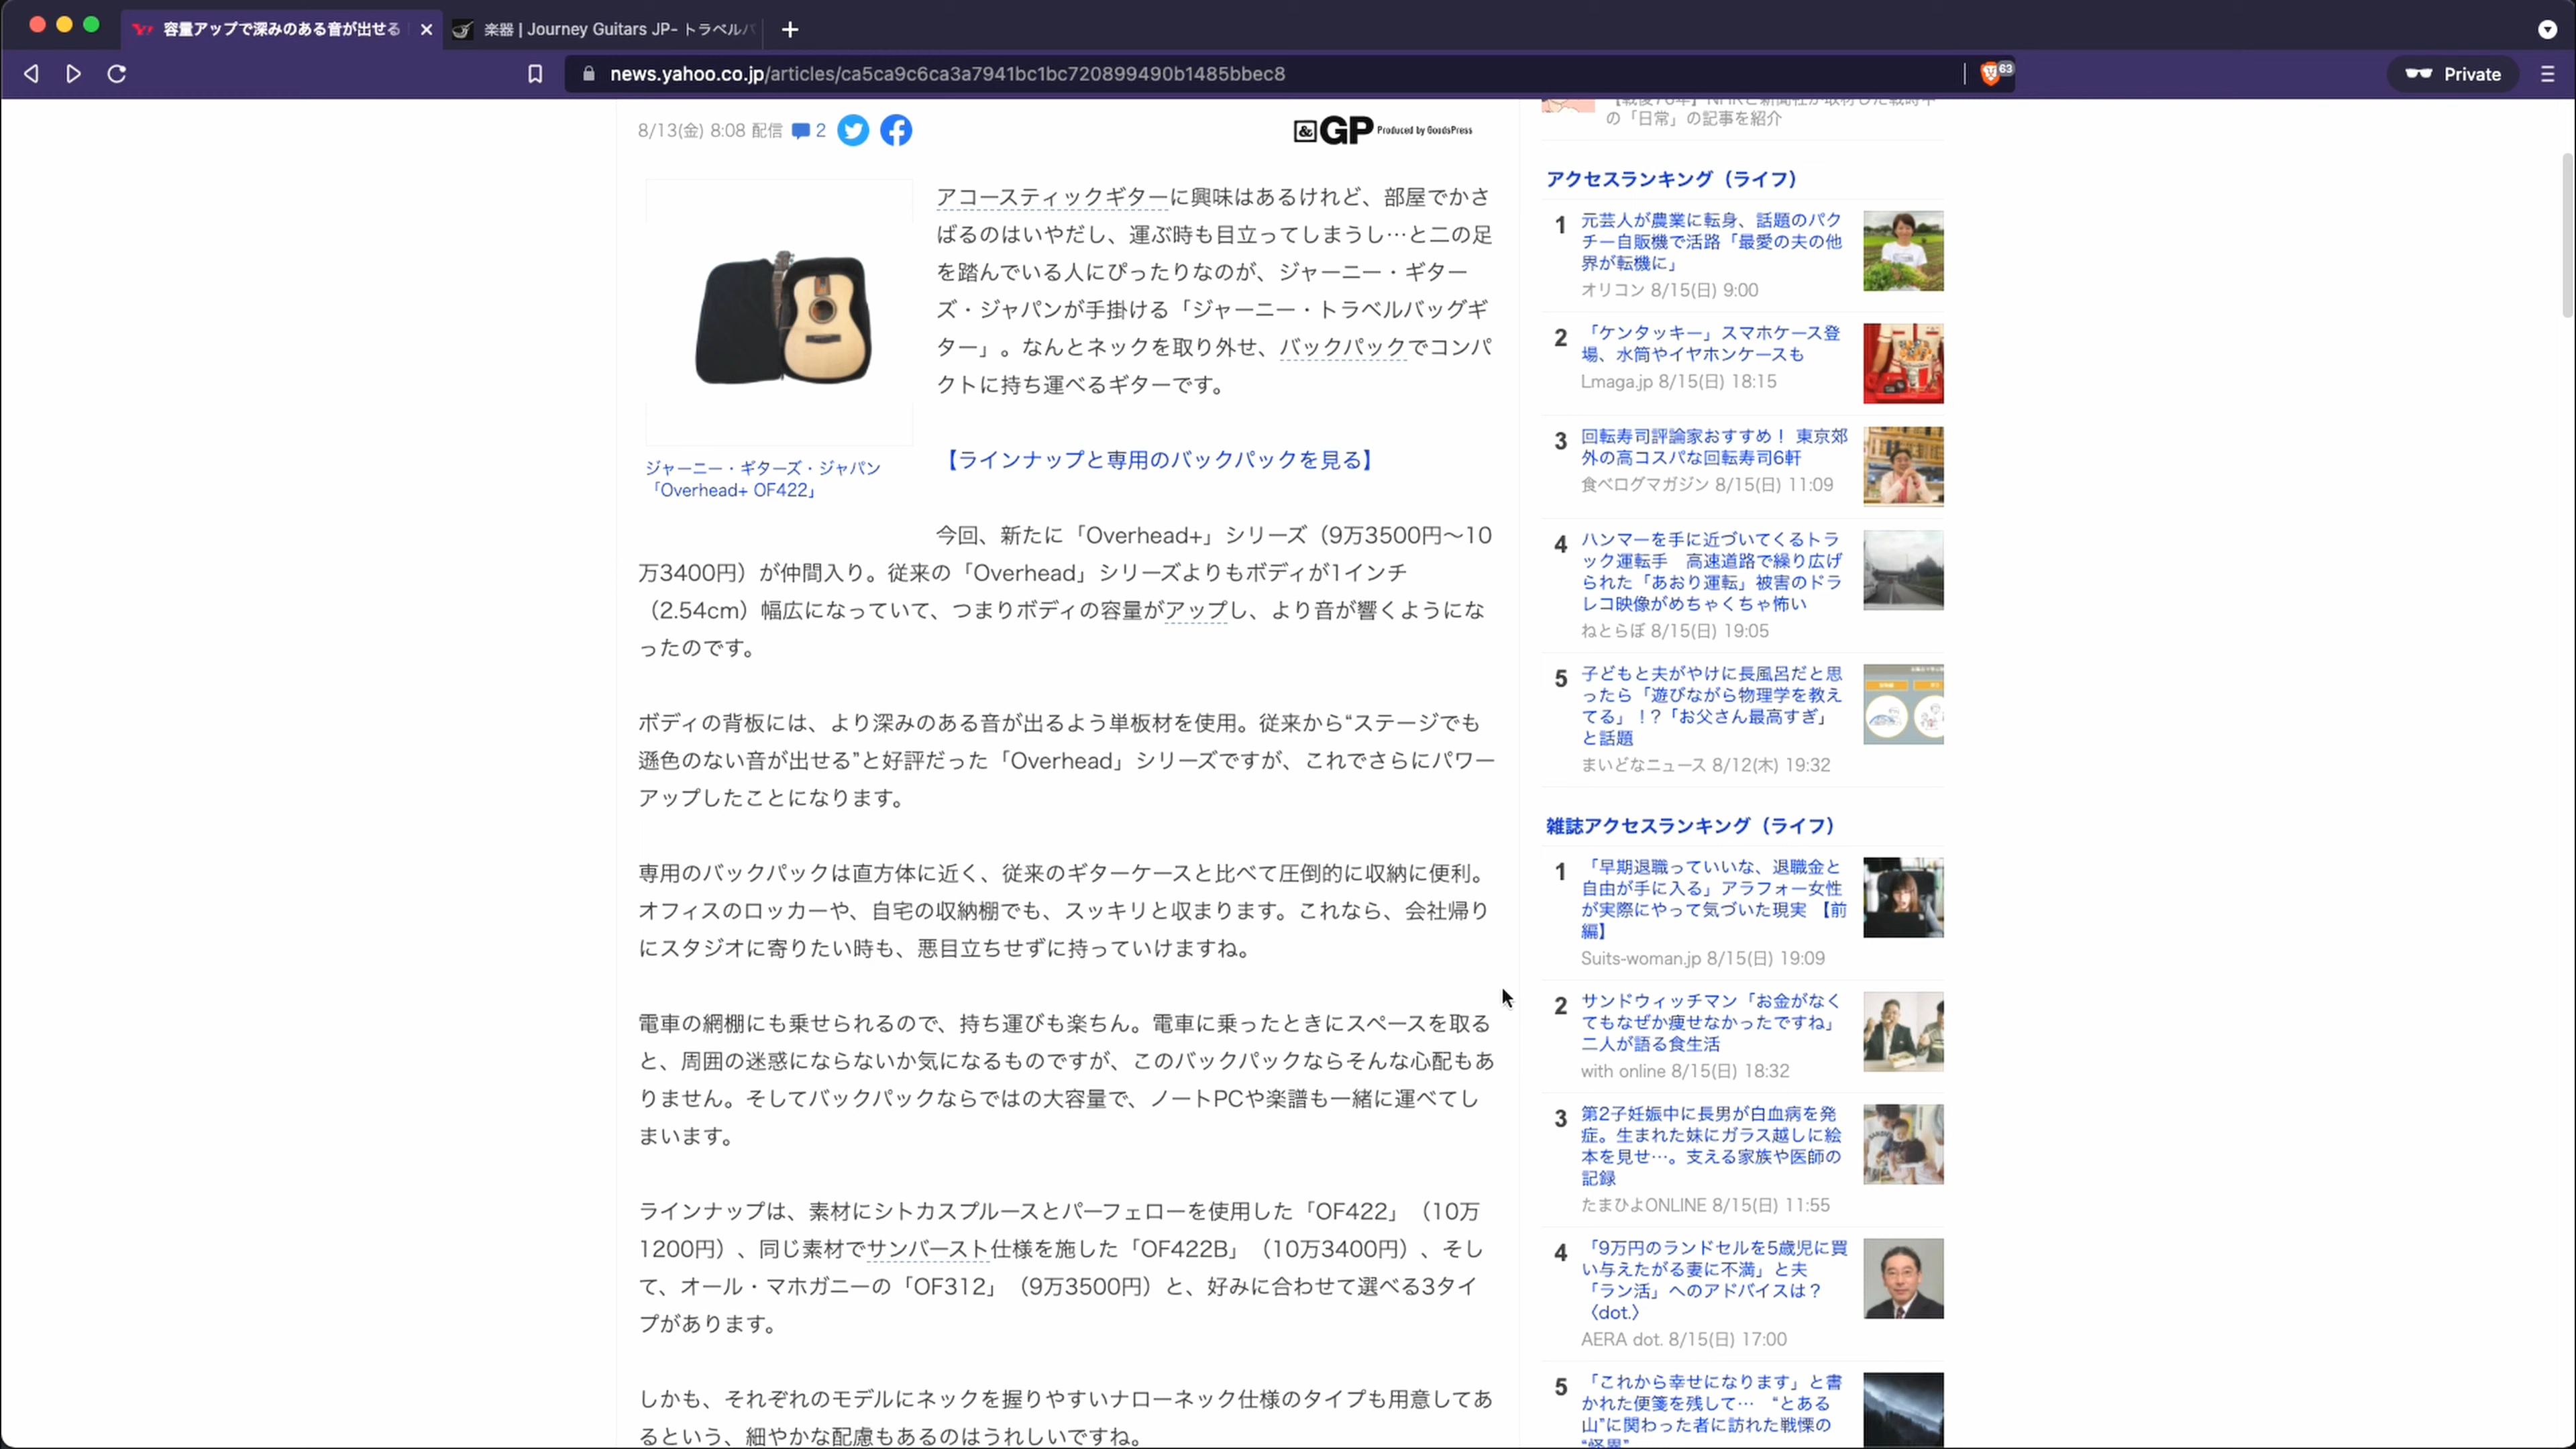 容量アップで深みのある音が出せる
楽器 | Journey Guitars JP- トラベルバ
news.yahoo.co.jp/articles/ca5ca9c6ca3a7941bc1bc720899490b1485bbec8
63
Private
8/13(金) 8:08 配信 2
&GP Produced by GoodsPress
アコースティックギターに興味はあるけれど、部屋でかさ
ばるのはいやだし、運ぶ時も目立ってしまうし…と二の足
を踏んでいる人にぴったりなのが、ジャーニー・ギター
ズ・ジャパンが手掛ける「ジャーニー・トラベルバッグギ
ター」。なんとネックを取り外せ、バックパックでコンパ
クトに持ち運べるギターです。
ジャーニー・ギターズ・ジャパン
「Overhead+ OF422」
【ラインナップと専用のバックパックを見る】
今回、新たに「Overhead+」シリーズ（9万3500円〜10
万3400円）が仲間入り。従来の「Overhead」シリーズよりもボディが1インチ
（2.54cm）幅広になっていて、つまりボディの容量がアップし、より音が響くようにな
ったのです。
ボディの背板には、より深みのある音が出るよう単板材を使用。従来から“ステージでも
遜色のない音が出せる”と好評だった「Overhead」シリーズですが、これでさらにパワー
アップしたことになります。
専用のバックパックは直方体に近く、従来のギターケースと比べて圧倒的に収納に便利。
オフィスのロッカーや、自宅の収納棚でも、スッキリと収まります。これなら、会社帰り
にスタジオに寄りたい時も、悪目立ちせずに持っていけますね。
電車の網棚にも乗せられるので、持ち運びも楽ちん。電車に乗ったときにスペースを取る
と、周囲の迷惑にならないか気になるものですが、このバックパックならそんな心配もあ
りません。そしてバックパックならではの大容量で、ノートPCや楽譜も一緒に運べてし
まいます。
ラインナップは、素材にシトカスプルースとパーフェローを使用した「OF422」（10万
1200円）、同じ素材でサンバースト仕様を施した「OF422B」（10万3400円）、そし
て、オール・マホガニーの「OF312」（9万3500円）と、好みに合わせて選べる3タイ
プがあります。
しかも、それぞれのモデルにネックを握りやすいナローネック仕様のタイプも用意してあ
るという、細やかな配慮もあるのはうれしいですね。
の「日常」の記事を紹介
アクセスランキング（ライフ）
1 元芸人が農業に転身、話題のパク
チー自販機で活路「最愛の夫の他
界が転機に」
オリコン 8/15(日) 9:00
2 「ケンタッキー」スマホケース登
場、水筒やイヤホンケースも
Lmaga.jp 8/15(日) 18:15
3 回転寿司評論家おすすめ！ 東京郊
外の高コスパな回転寿司6軒
食べログマガジン 8/15(日) 11:09
4 ハンマーを手に近づいてくるトラ
ック運転手　高速道路で繰り広げ
られた「あおり運転」被害のドラ
レコ映像がめちゃくちゃ怖い
ねとらぼ 8/15(日) 19:05
5 子どもと夫がやけに長風呂だと思
ったら「遊びながら物理学を教え
てる」！?「お父さん最高すぎ」
と話題
まいどなニュース 8/12(木) 19:32
雑誌アクセスランキング（ライフ）
1 「早期退職っていいな、退職金と
自由が手に入る」アラフォー女性
が実際にやって気づいた現実 【前
編】
Suits-woman.jp 8/15(日) 19:09
2 サンドウィッチマン「お金がなく
てもなぜか痩せなかったですね」
二人が語る食生活
with online 8/15(日) 18:32
3 第2子妊娠中に長男が白血病を発
症。生まれた妹にガラス越しに絵
本を見せ…。支える家族や医師の
記録
たまひよONLINE 8/15(日) 11:55
4 「9万円のランドセルを5歳児に買
い与えたがる妻に不満」と夫
「ラン活」へのアドバイスは？
〈dot.〉
AERA dot. 8/15(日) 17:00
5 「これから幸せになります」と書
かれた便箋を残して…　“とある
山”に関わった者に訪れた戦慄の